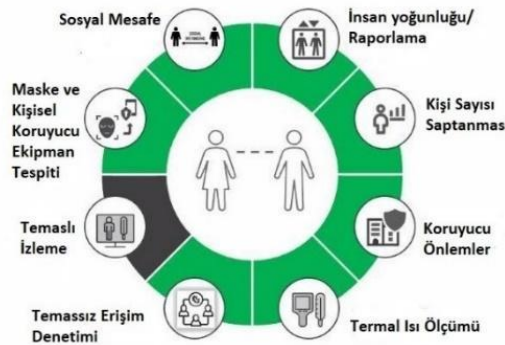 Sosyal Mesafe
İnsan yoğunluğu/
Raporlama
Maske ve
Kişisel
Koruyucu
Ekipman
Tespiti
Kişi Sayısı
Saptanması
Temaslı
İzleme
Koruyucu
Önlemler
Temassız Erişim
Denetimi
Termal Isı Ölçümü